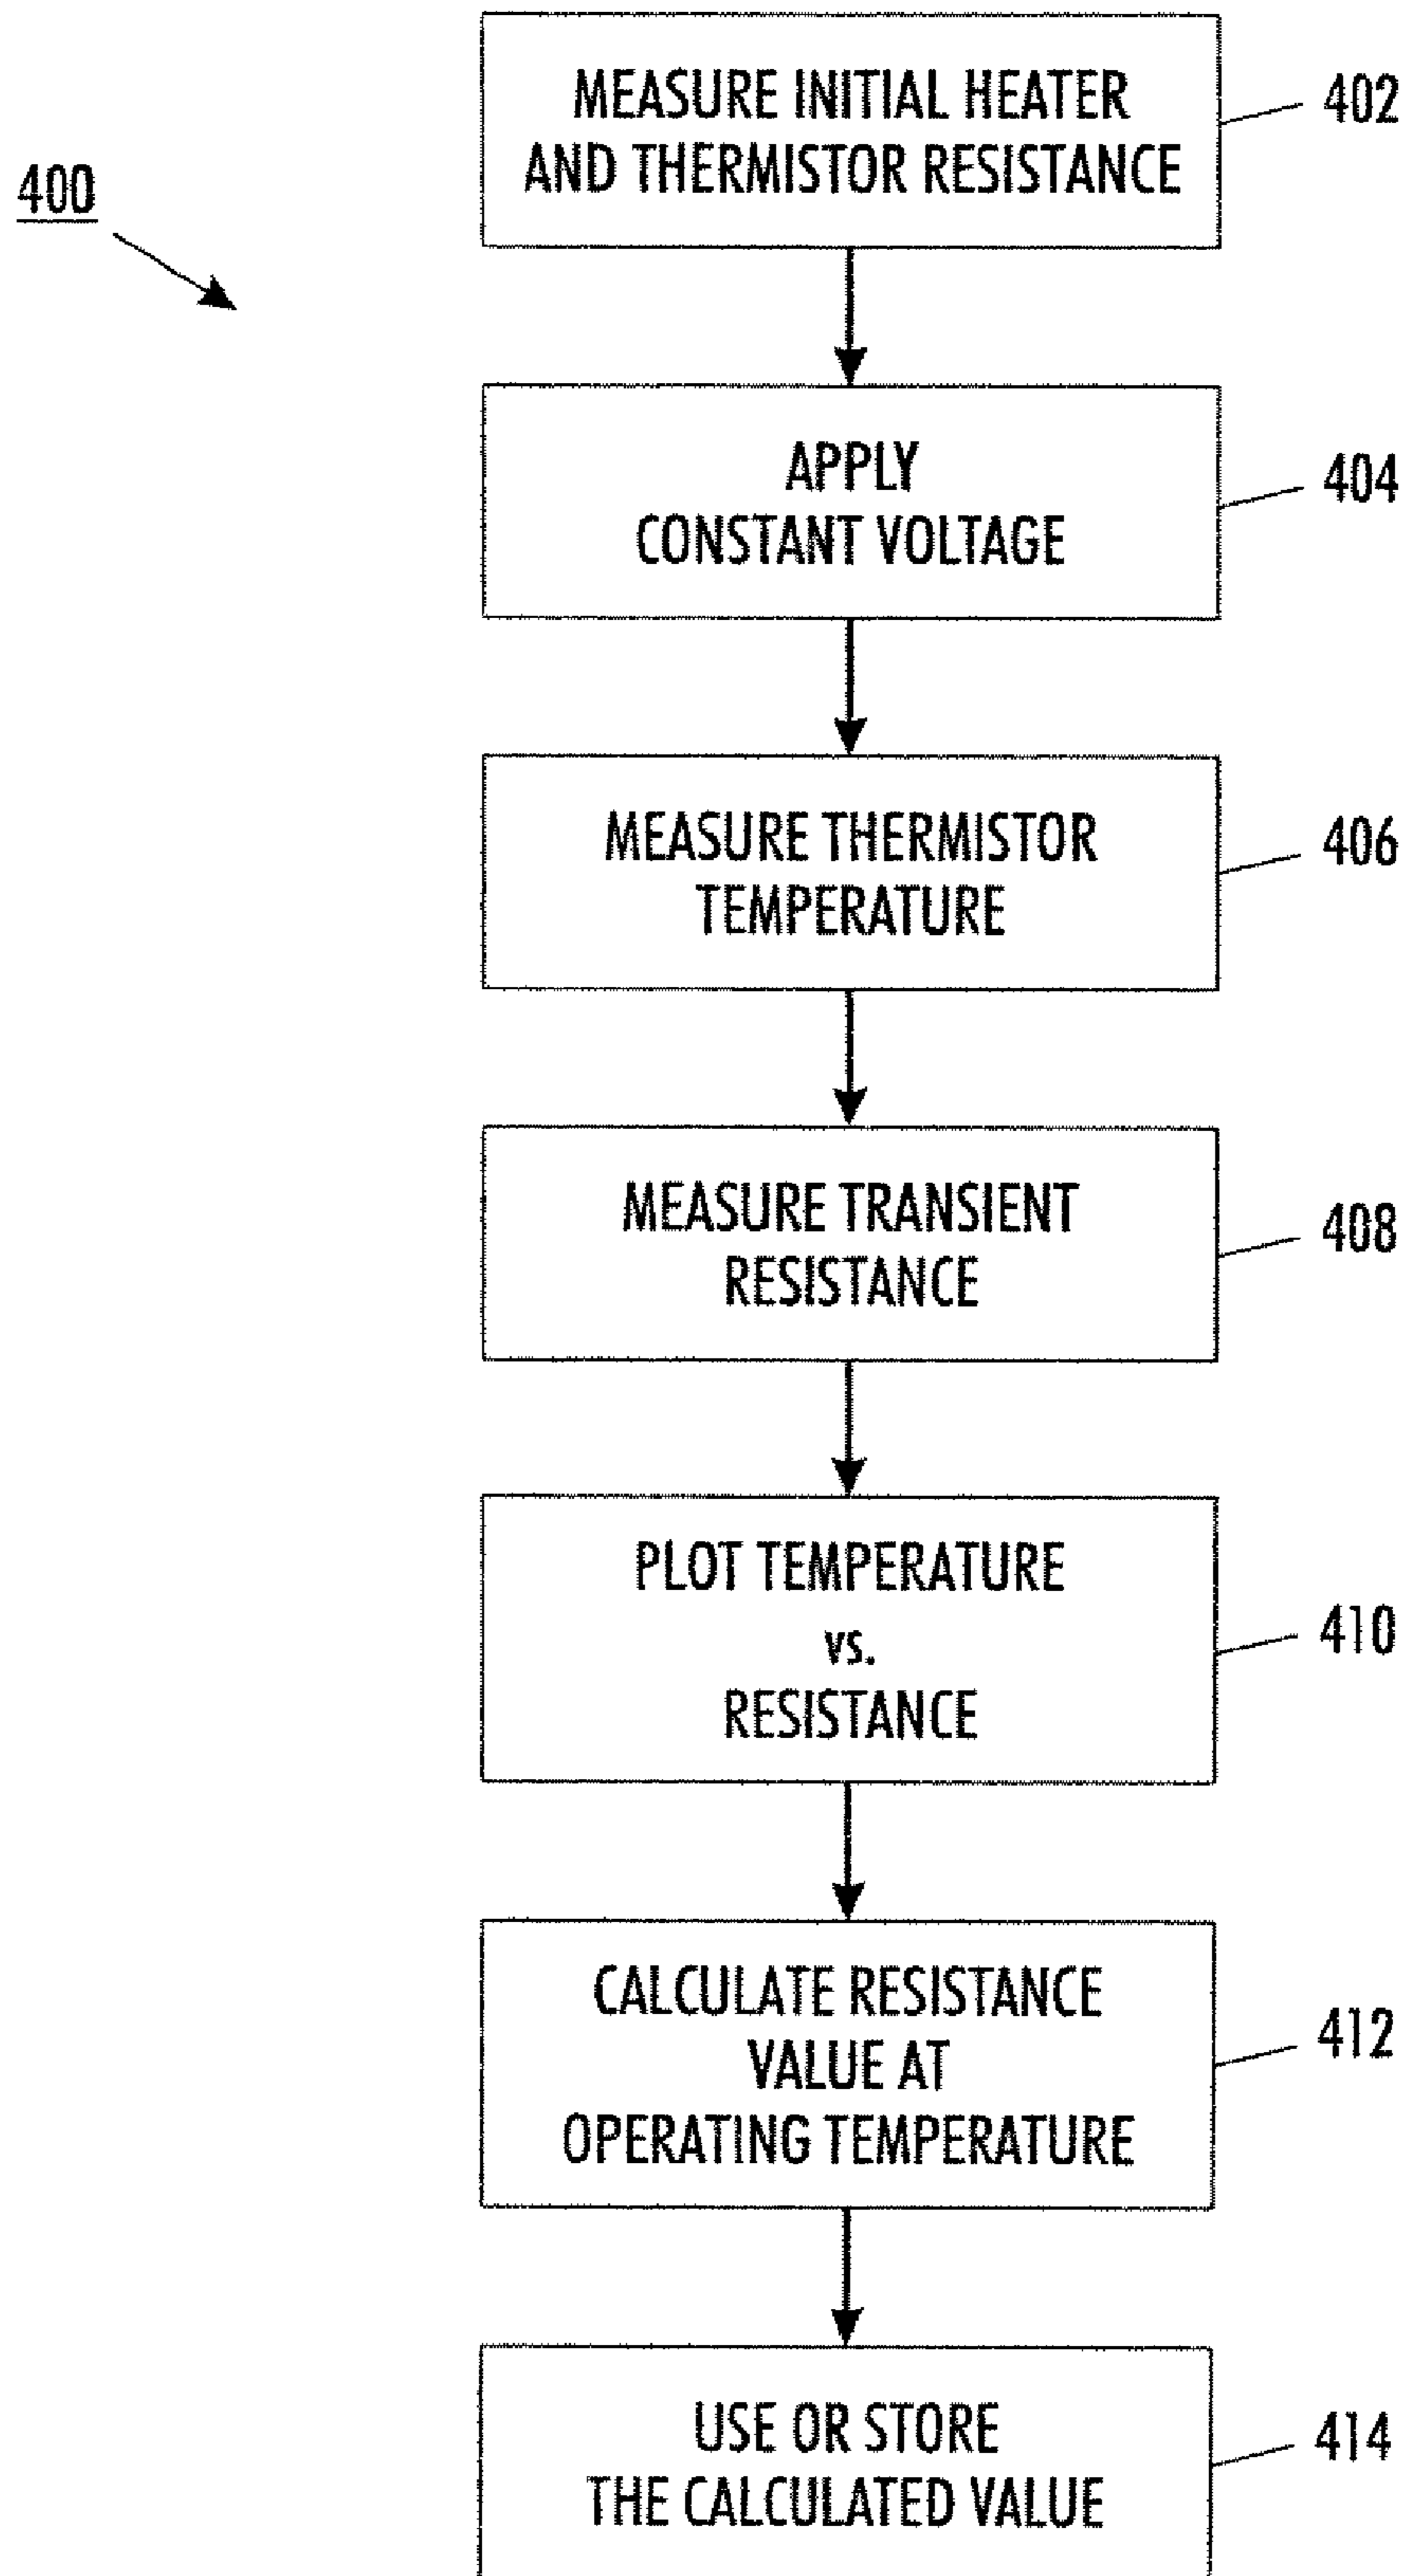 400
MEASURE INITIAL HEATER
AND THERMISTOR RESISTANCE
402
APPLY
CONSTANT VOLTAGE
404
MEASURE THERMISTOR
TEMPERATURE
406
MEASURE TRANSIENT
RESISTANCE
408
PLOT TEMPERATURE
vs.
RESISTANCE
410
CALCULATE RESISTANCE
VALUE AT
OPERATING TEMPERATURE
412
USE OR STORE
THE CALCULATED VALUE
414